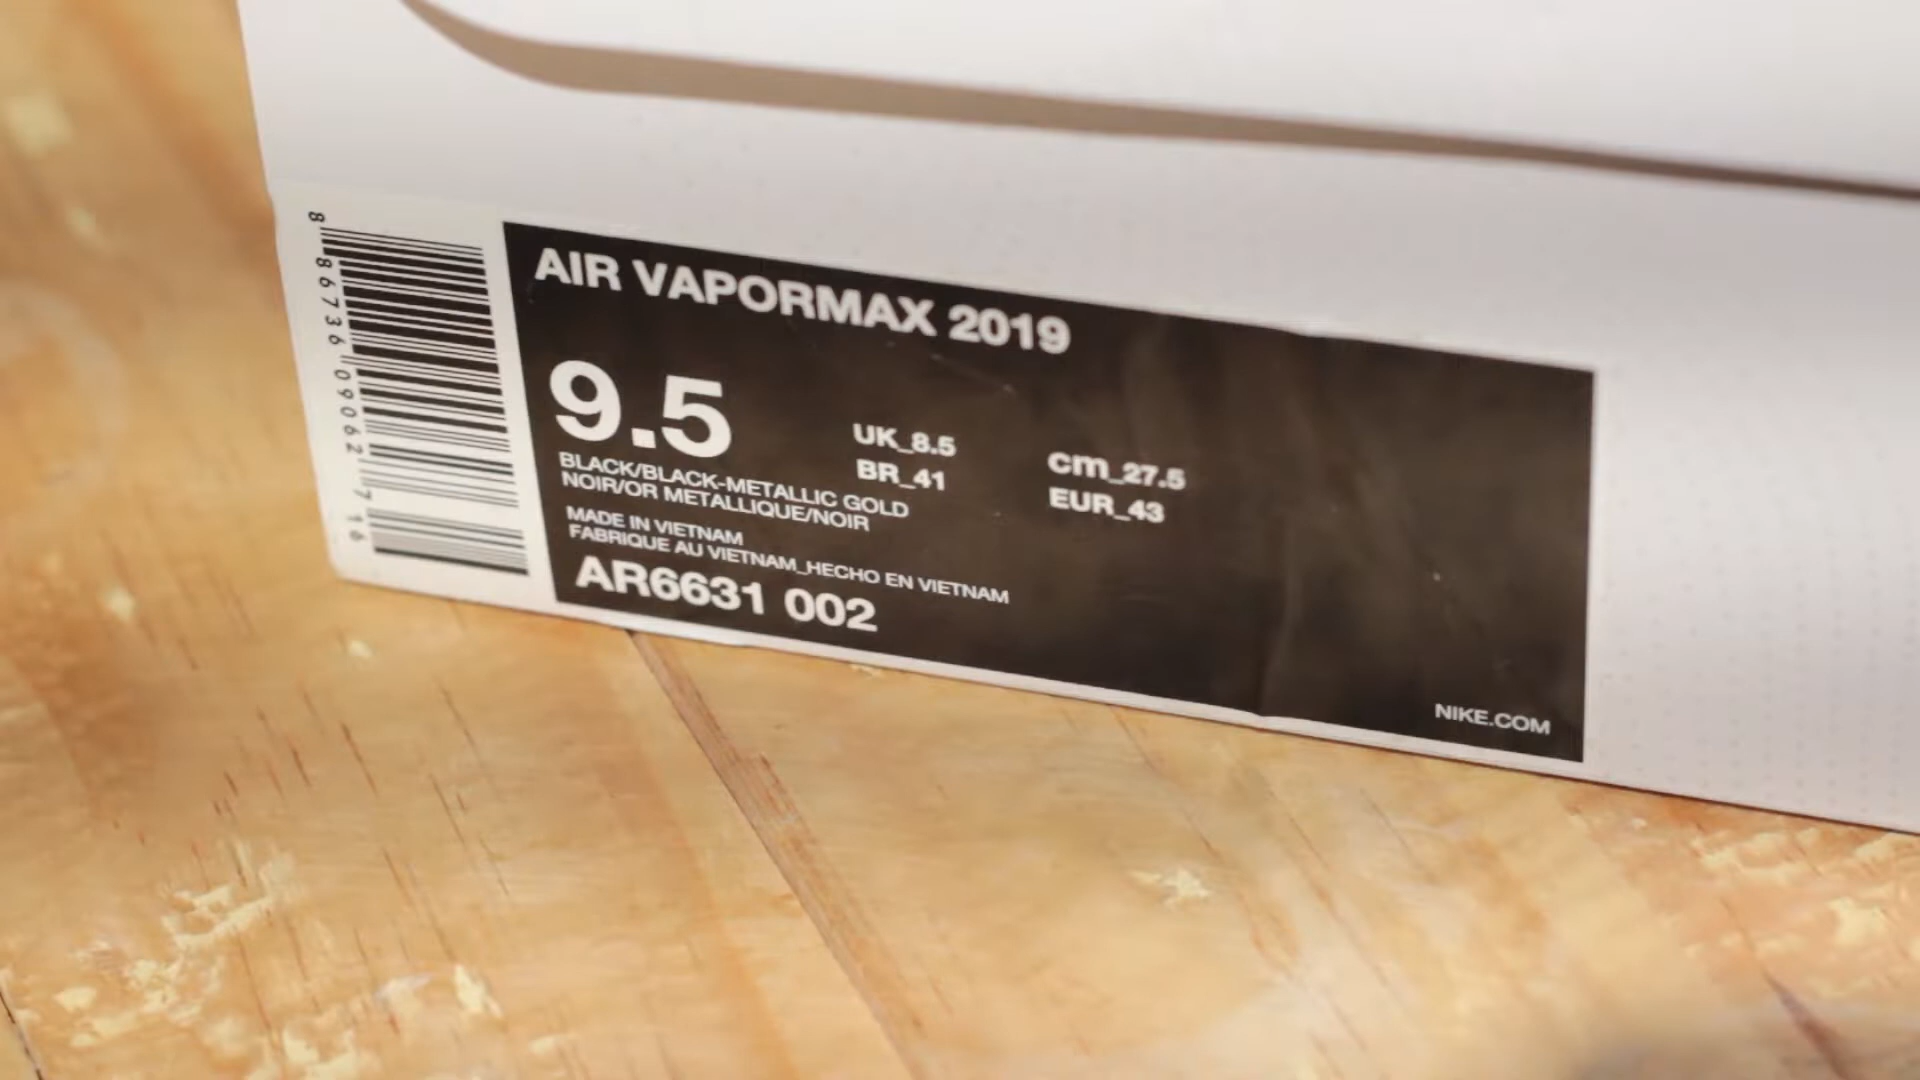 AIR VAPORMAX 2019
9.5
UK_8.5
cm_27.5
BR_41
EUR_43
BLACK/BLACK-METALLIC GOLD
NOIR/OR METALLIQUE/NOIR
MADE IN VIETNAM
FABRIQUE AU VIETNAM_HECHO EN VIETNAM
AR6631 002
NIKE.COM
8 86736 09062 7 16